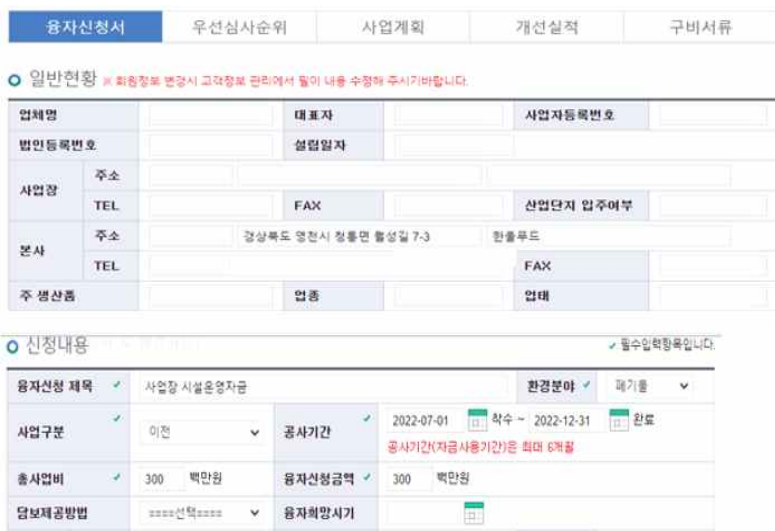 융자신청서 우선심사순위 사업계획 개선실적 구비서류
일반현황 ※ 회원정보 변경시 고객정보 관리에서 필이 내용 수정해 주시기바랍니다.
업체명 대표자 사업자등록번호
법인등록번호 설립일자
사업장 주소
TEL FAX 산업단지 입주여부
본사 주소 경상북도 영천시 청통면 월성길 7-3 한울푸드
TEL FAX
주 생산품 업종 업태
신청내용 ✔ 필수입력항목입니다.
융자신청 제목 ✔ 사업장 시설운영자금 환경분야 ✔ 폐기물
사업구분 ✔ 이전 공사기간 ✔ 2022-07-01 착수 ~ 2022-12-31 완료
공사기간(자금사용기간)은 최대 6개월
총사업비 ✔ 300 백만원 융자신청금액 ✔ 300 백만원
담보제공방법 ====선택==== 융자희망시기